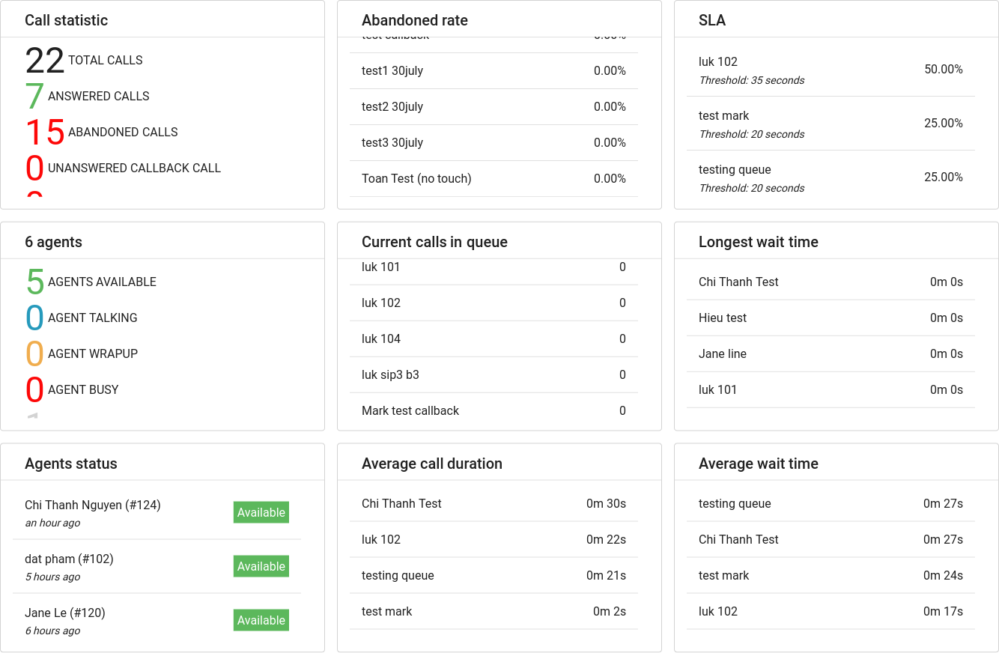 Call statistic
22 TOTAL CALLS
7 ANSWERED CALLS
15 ABANDONED CALLS
0 UNANSWERED CALLBACK CALL
Abandoned rate
test callback 0.00%
test1 30july 0.00%
test2 30july 0.00%
test3 30july 0.00%
Toan Test (no touch) 0.00%
SLA
luk 102
50.00%
Threshold: 35 seconds
test mark
25.00%
Threshold: 20 seconds
testing queue
25.00%
Threshold: 20 seconds
6 agents
5 AGENTS AVAILABLE
0 AGENT TALKING
0 AGENT WRAPUP
0 AGENT BUSY
Current calls in queue
luk 101 0
luk 102 0
luk 104 0
luk sip3 b3 0
Mark test callback 0
Longest wait time
Chi Thanh Test 0m 0s
Hieu test 0m 0s
Jane line 0m 0s
luk 101 0m 0s
Agents status
Chi Thanh Nguyen (#124)
Available
an hour ago
dat pham (#102)
Available
5 hours ago
Jane Le (#120)
Available
6 hours ago
Average call duration
Chi Thanh Test 0m 30s
luk 102 0m 22s
testing queue 0m 21s
test mark 0m 2s
Average wait time
testing queue 0m 27s
Chi Thanh Test 0m 27s
test mark 0m 24s
luk 102 0m 17s